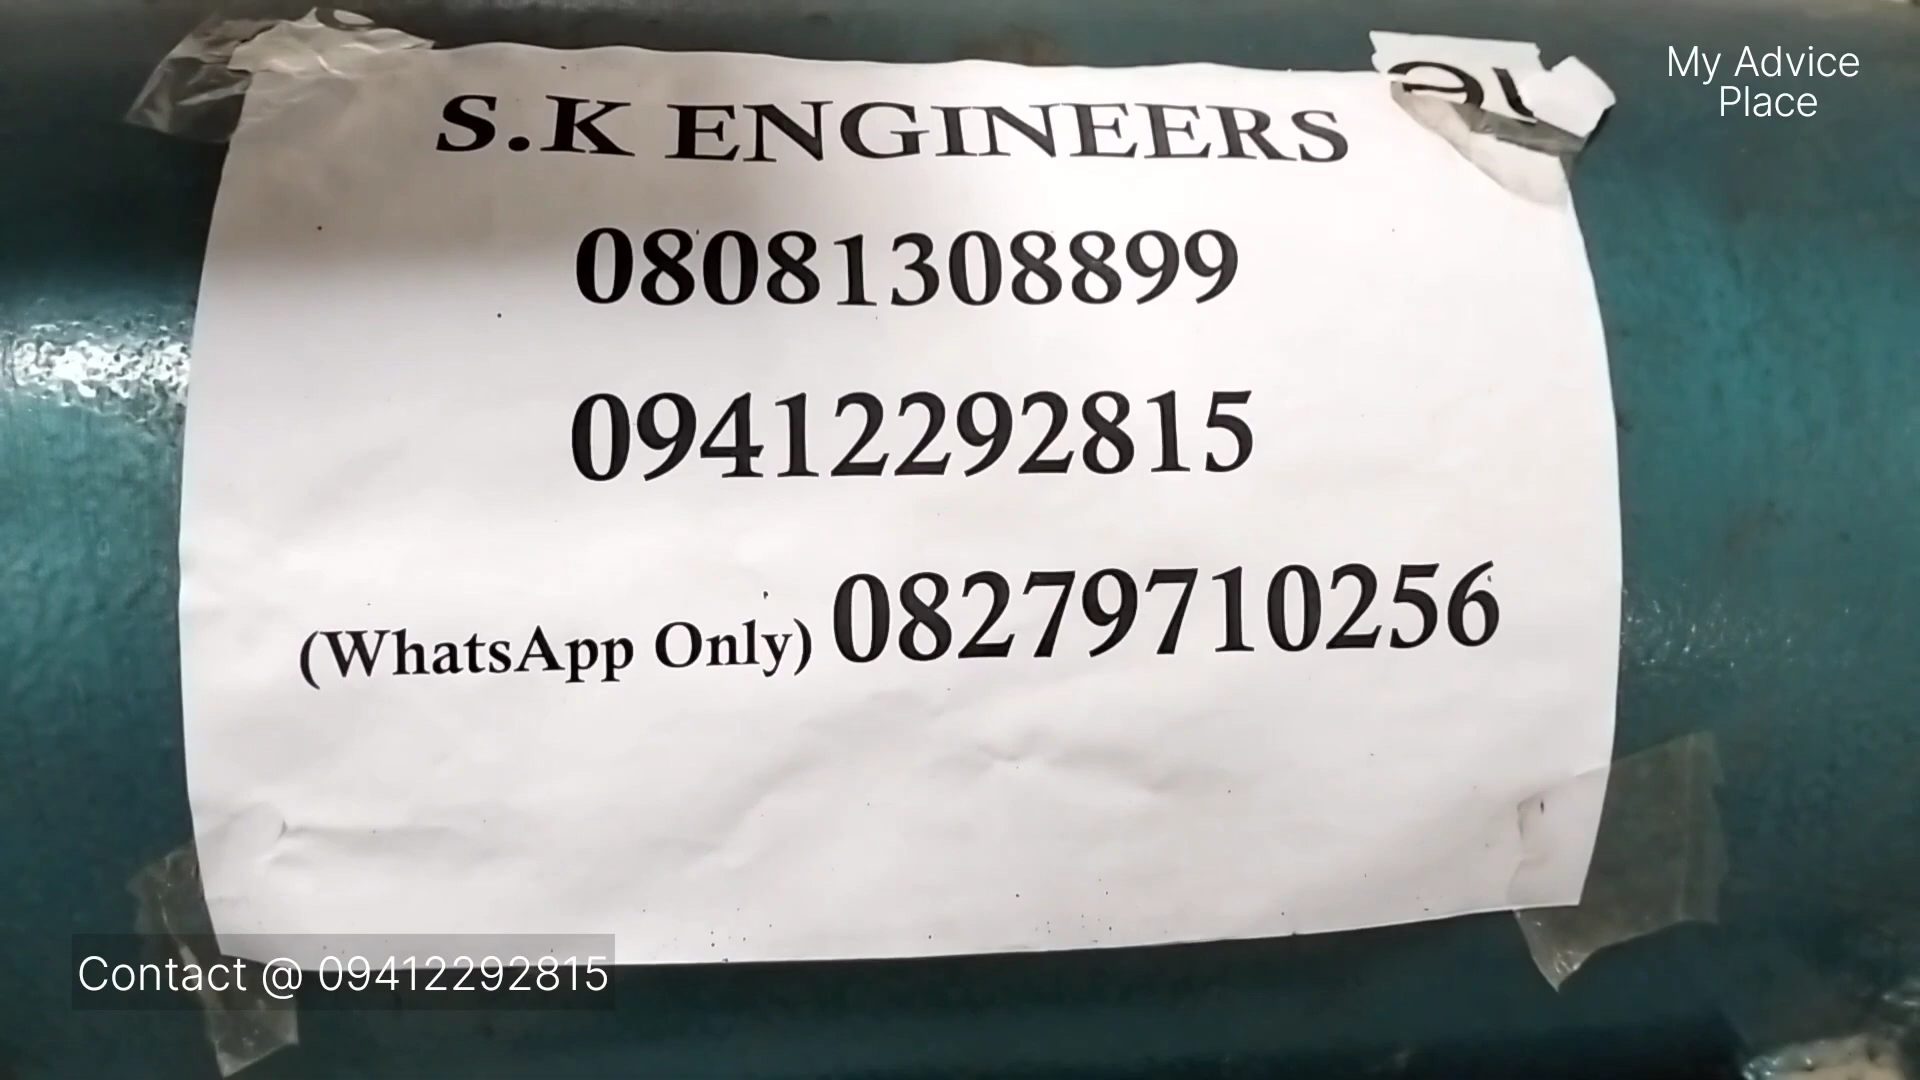 S.K ENGINEERS
08081308899
09412292815
(WhatsApp Only) 08279710256
My Advice
Place
Contact @ 09412292815